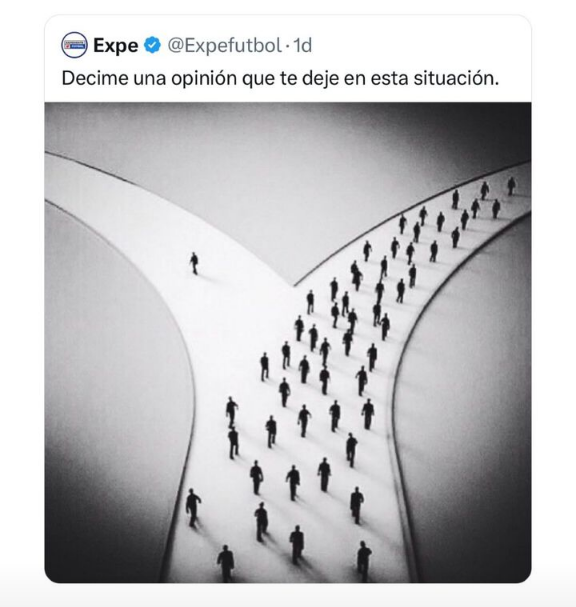 Expe @Expefutbol · 1d
Decime una opinión que te deje en esta situación.